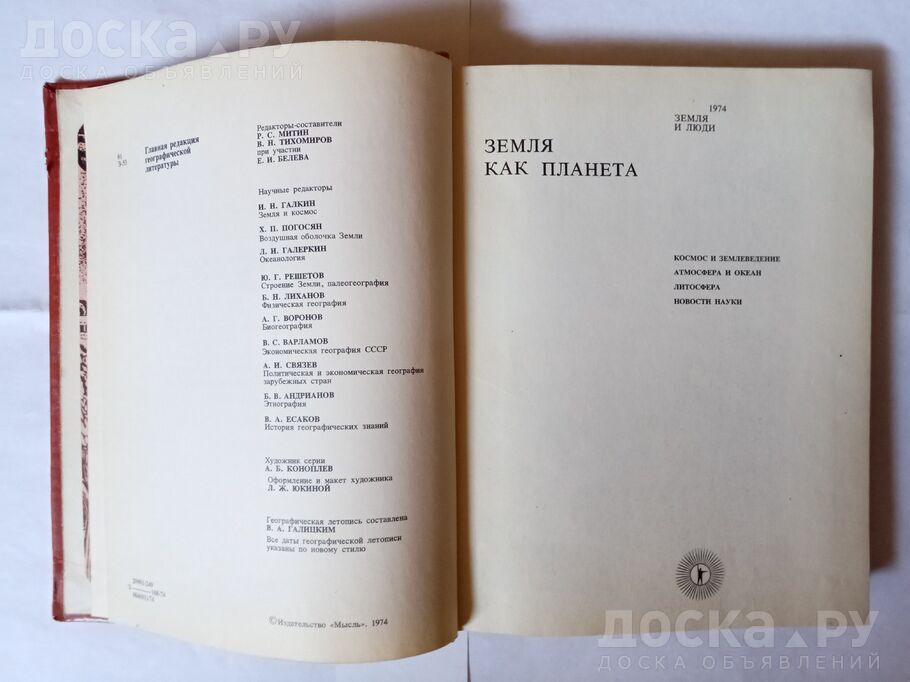 ДОСКА.РУ
ДОСКА ОБЪЯВЛЕНИЙ
91
З-53
Главная редакция
географической
литературы
Редакторы-составители
Р. С. МИТИН
В. Н. ТИХОМИРОВ
при участии
Е. И. БЕЛЕВА
Научные редакторы
И. Н. ГАЛКИН
Земля и космос
Х. П. ПОГОСЯН
Воздушная оболочка Земли
Л. И. ГАЛЕРКИН
Океанология
Ю. Г. РЕШЕТОВ
Строение Земли, палеогеография
Б. Н. ЛИХАНОВ
Физическая география
А. Г. ВОРОНОВ
Биогеография
В. С. ВАРЛАМОВ
Экономическая география СССР
А. И. СВЯЗЕВ
Политическая и экономическая география
зарубежных стран
Б. В. АНДРИАНОВ
Этнография
В. А. ЕСАКОВ
История географических знаний
Художник серии
А. Б. КОНОПЛЕВ
Оформление и макет художника
Л. Ж. ЮКИНОЙ
Географическая летопись составлена
В. А. ГАЛИЦКИМ
Все даты географической летописи
указаны по новому стилю
©Издательство «Мысль», 1974
1974
ЗЕМЛЯ
И ЛЮДИ
ЗЕМЛЯ
КАК ПЛАНЕТА
КОСМОС И ЗЕМЛЕВЕДЕНИЕ
АТМОСФЕРА И ОКЕАН
ЛИТОСФЕРА
НОВОСТИ НАУКИ
ДОСКА.РУ
ДОСКА ОБЪЯВЛЕНИЙ